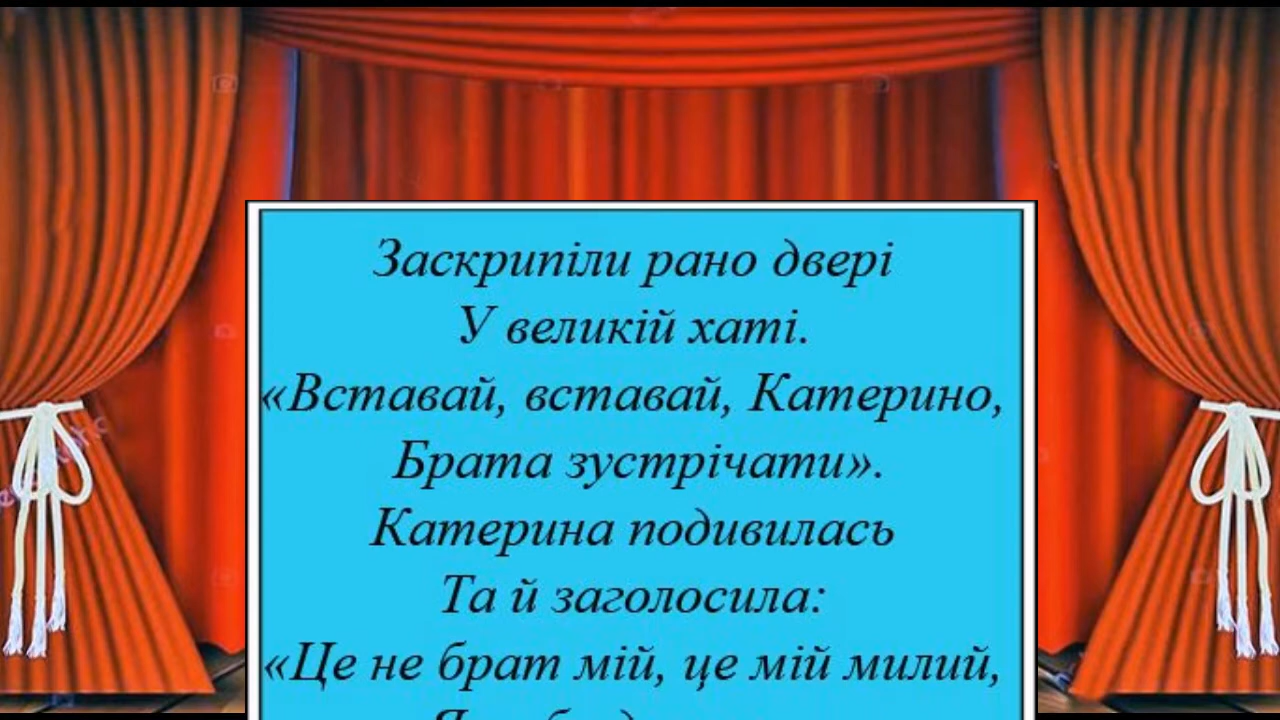 Заскрипіли рано двері
У великій хаті.
«Вставай, вставай, Катерино,
Брата зустрічати».
Катерина подивилась
Та й заголосила:
«Це не брат мій, це мій милий,